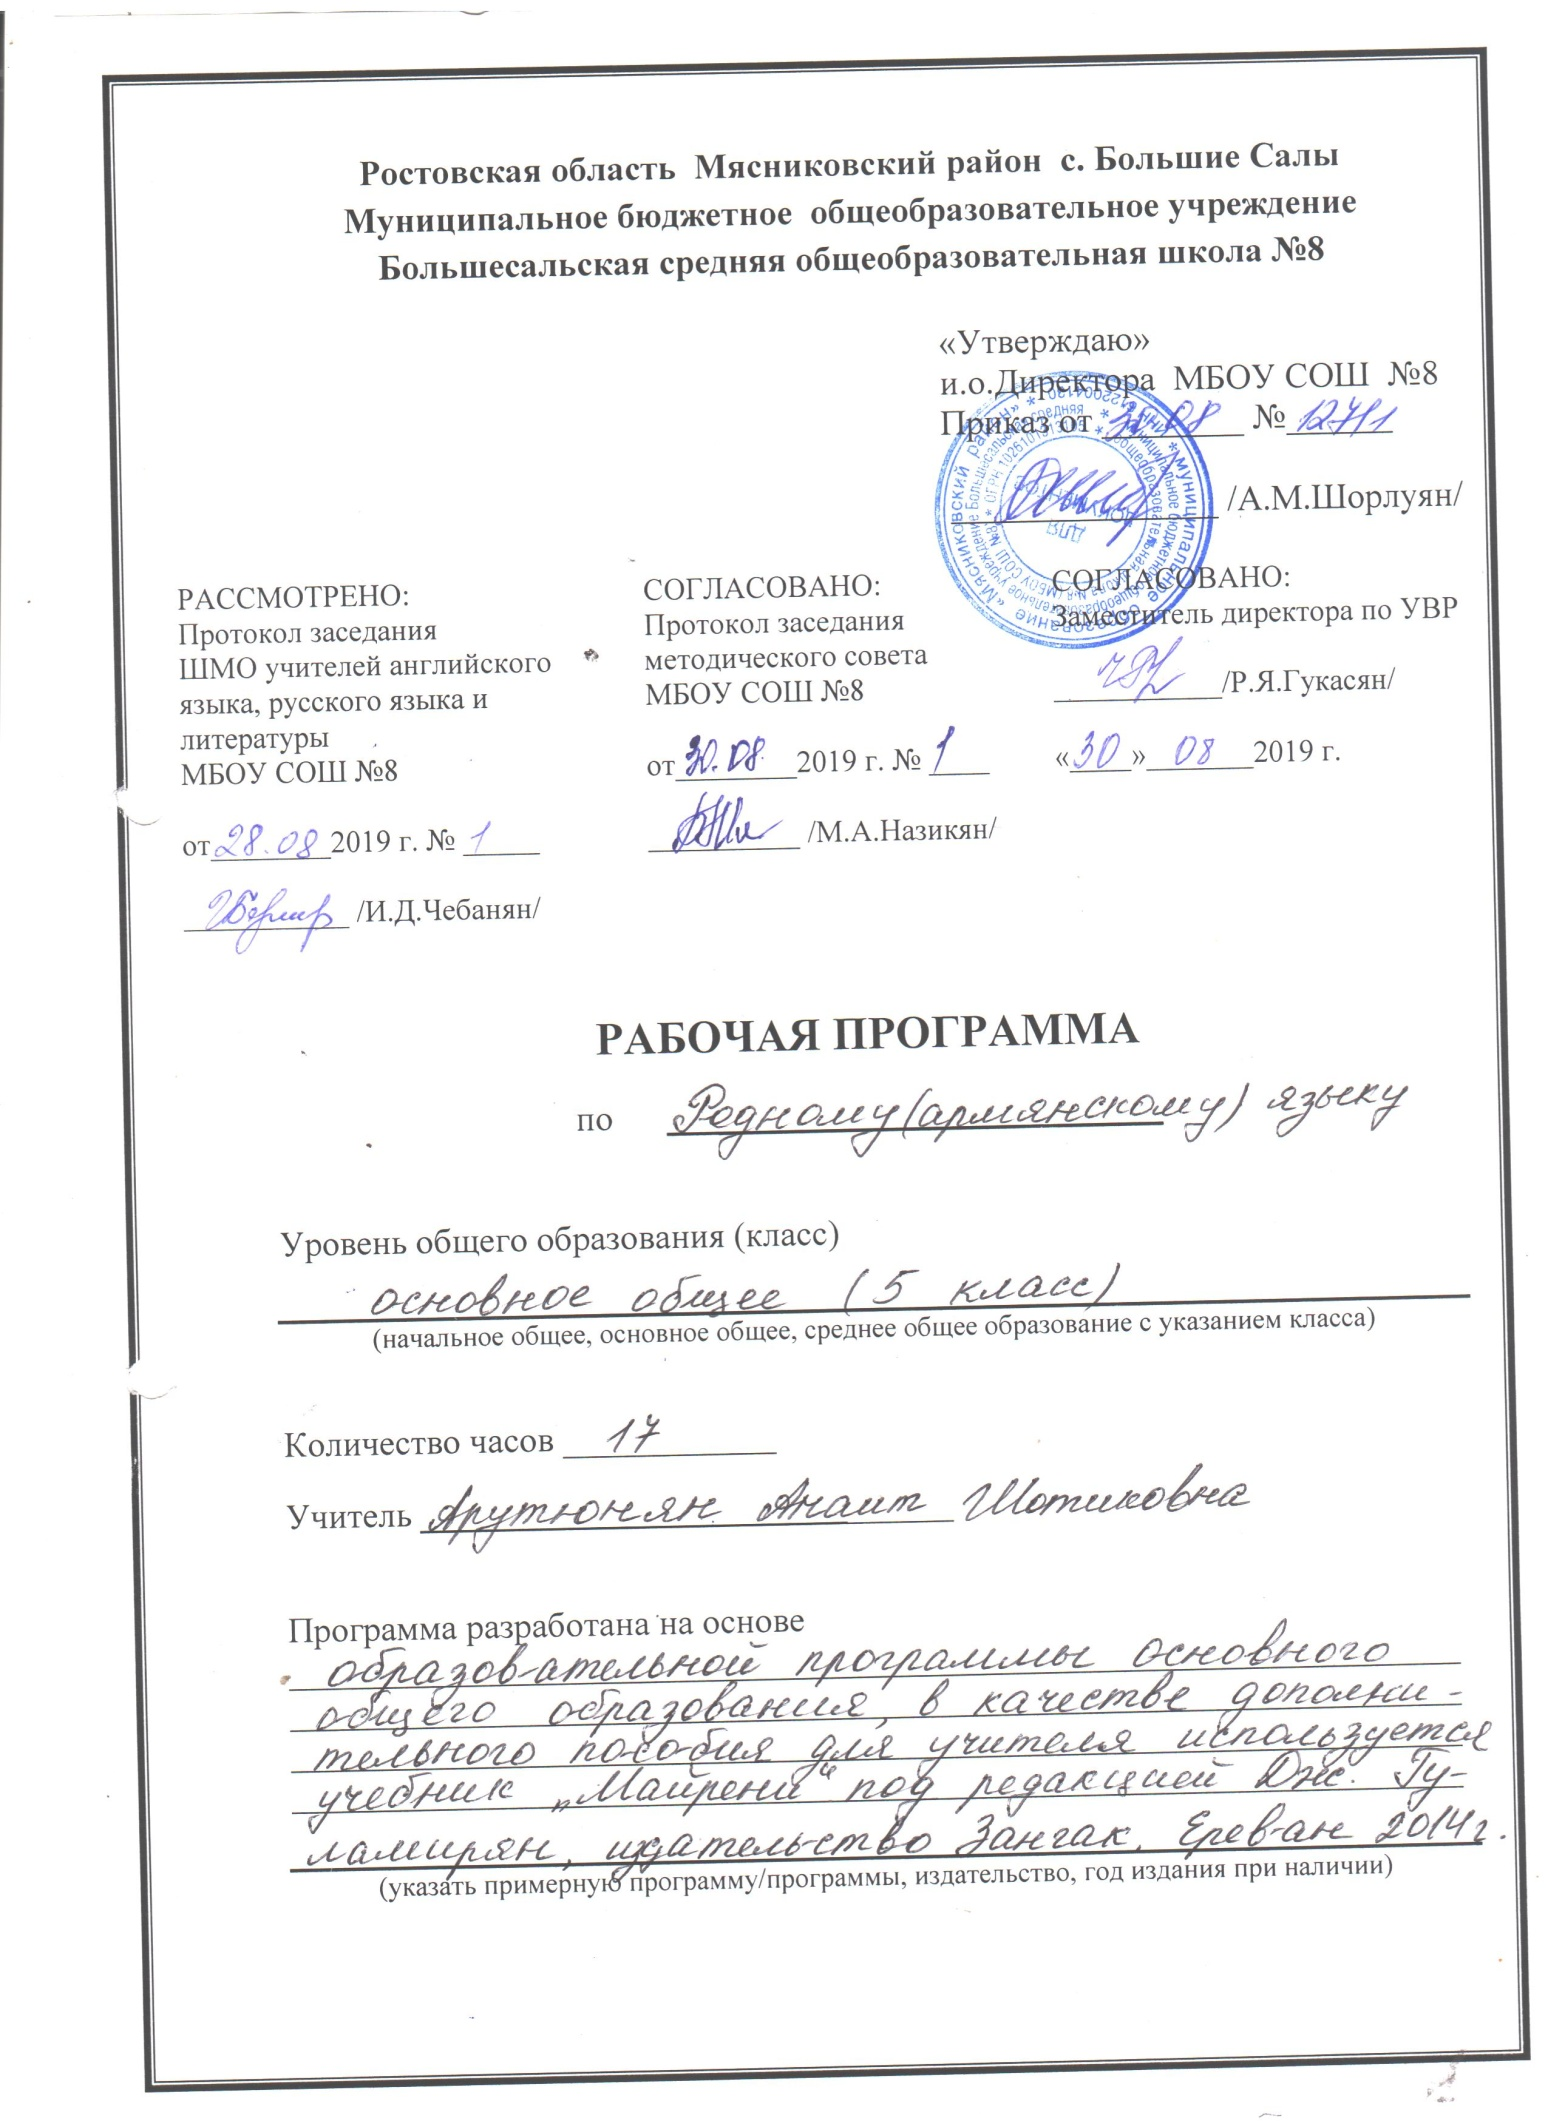 Ростовская область Мясниковский район с. Большие Салы
Муниципальное бюджетное общеобразовательное учреждение
Большесальская средняя общеобразовательная школа №8
«Утверждаю»
и.о.Директора МБОУ СОШ №8
Приказ от 30.08 № 127/1
/А.М.Шорлуян/
РАССМОТРЕНО:
Протокол заседания
ШМО учителей английского
языка, русского языка и
литературы
МБОУ СОШ №8
от 28.08 2019 г. № 1
/И.Д.Чебанян/
СОГЛАСОВАНО:
Протокол заседания
методического совета
МБОУ СОШ №8
от 30.08 2019 г. № 1
/М.А.Назикян/
СОГЛАСОВАНО:
Заместитель директора по УВР
/Р.Я.Гукасян/
«30» 08 2019 г.
РАБОЧАЯ ПРОГРАММА
по Родному (армянскому) языку
Уровень общего образования (класс)
основное общее (5 класс)
(начальное общее, основное общее, среднее общее образование с указанием класса)
Количество часов 17
Учитель Арутюнян Анаит Шотиковна
Программа разработана на основе
образовательной программы основного
общего образования, в качестве дополни-
тельного пособия для учителя используется
учебник „Майрени“ под редакцией Дж. Гу-
ламирян, издательство Зангак. Ереван 2014г.
(указать примерную программу/программы, издательство, год издания при наличии)